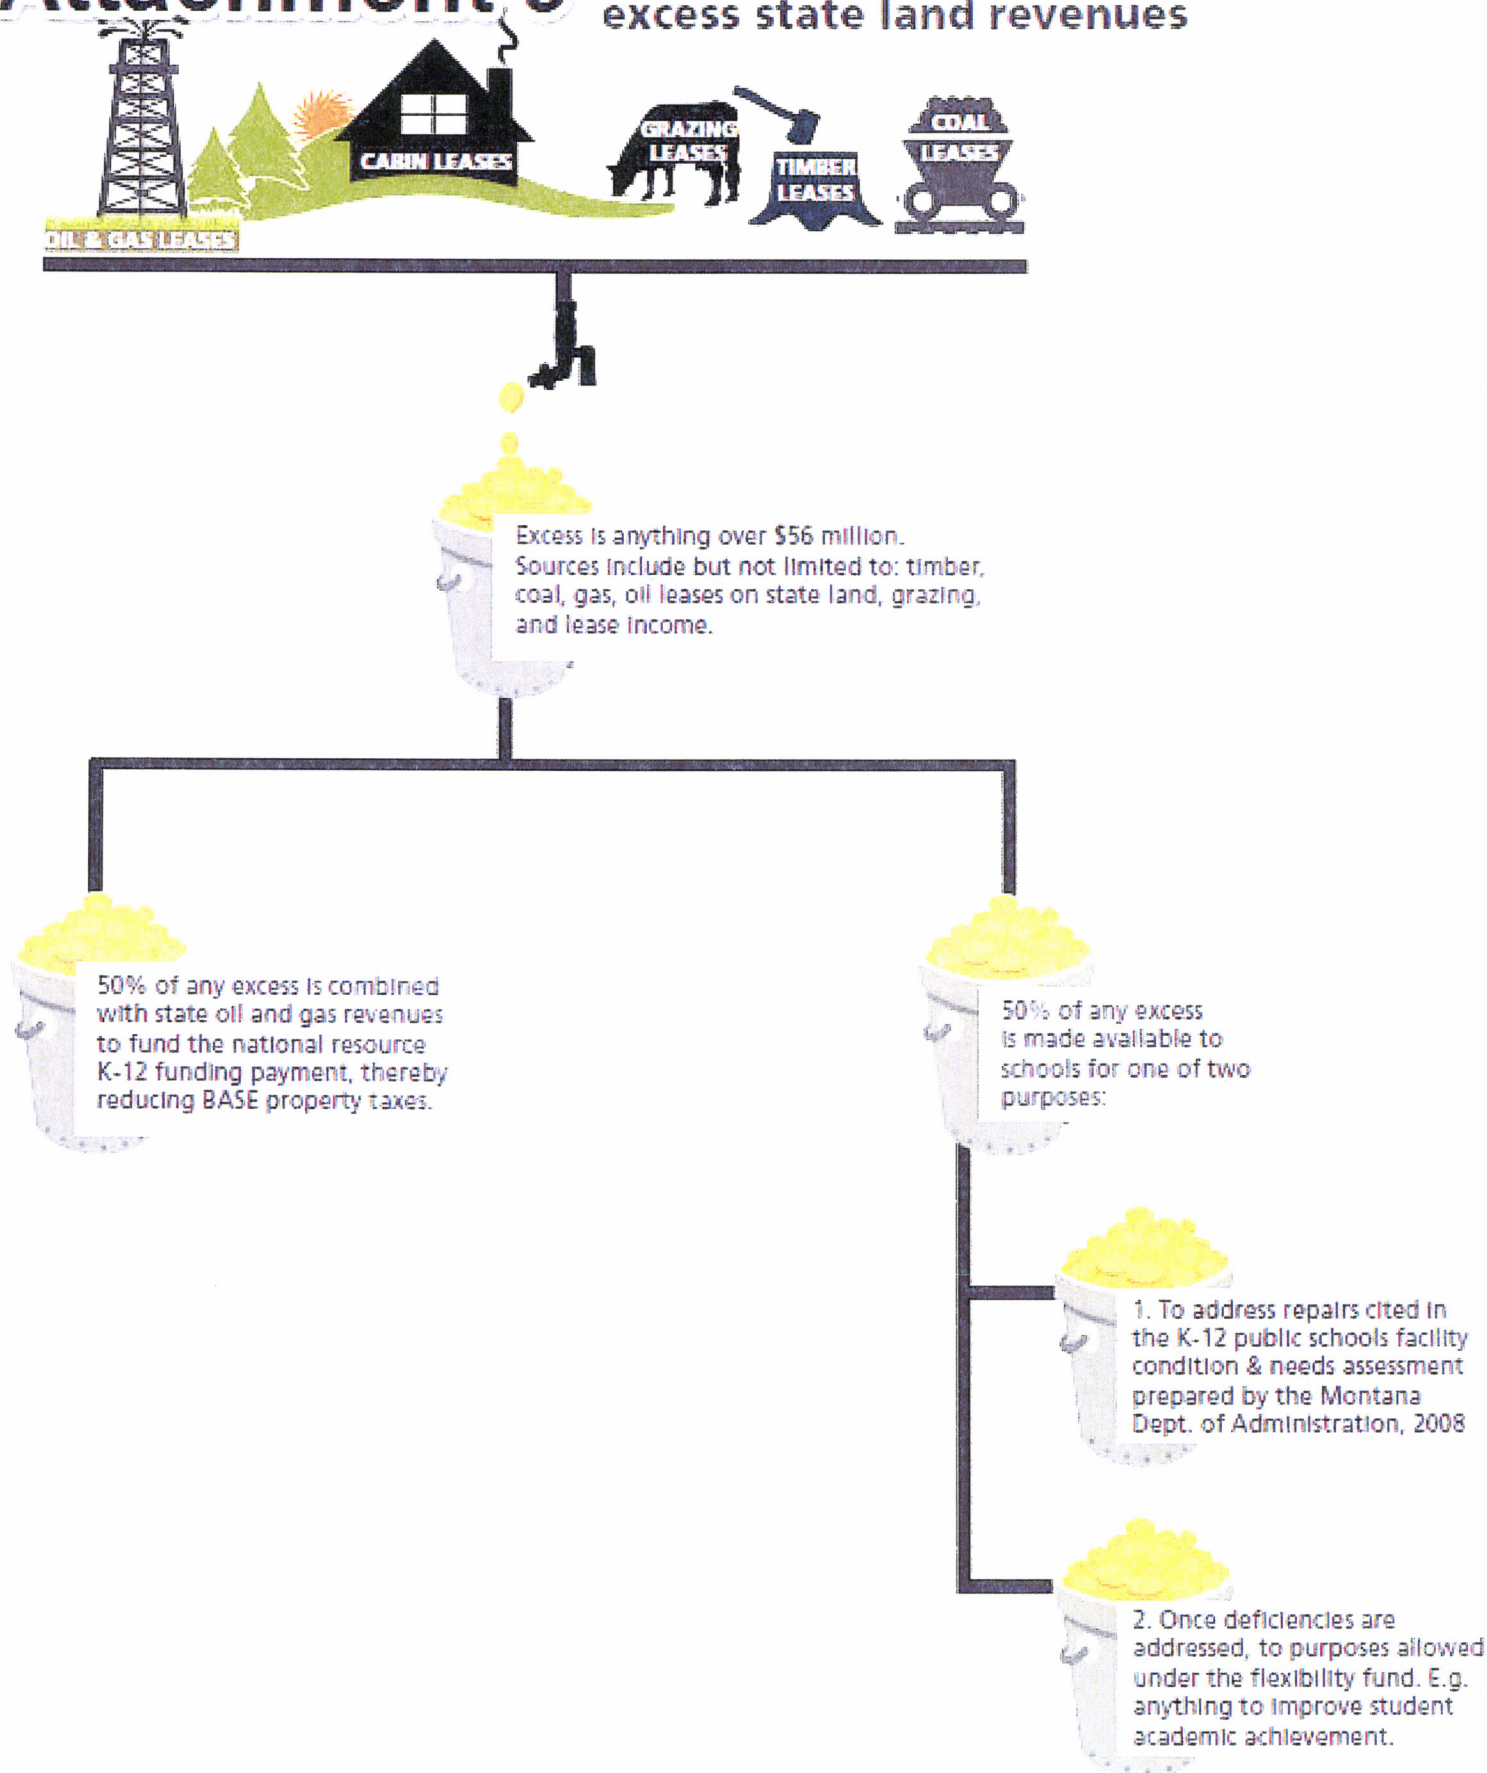 excess state land revenues
OIL & GAS LEASES
CABIN LEASES
GRAZING
LEASES
TIMBER
LEASES
COAL
LEASES
Excess is anything over $56 million.
Sources include but not limited to: timber,
coal, gas, oil leases on state land, grazing,
and lease income.
50% of any excess is combined
with state oil and gas revenues
to fund the national resource
K-12 funding payment, thereby
reducing BASE property taxes.
50% of any excess
is made available to
schools for one of two
purposes:
1. To address repairs cited in
the K-12 public schools facility
condition & needs assessment
prepared by the Montana
Dept. of Administration, 2008
2. Once deficiencies are
addressed, to purposes allowed
under the flexibility fund. E.g.
anything to improve student
academic achievement.